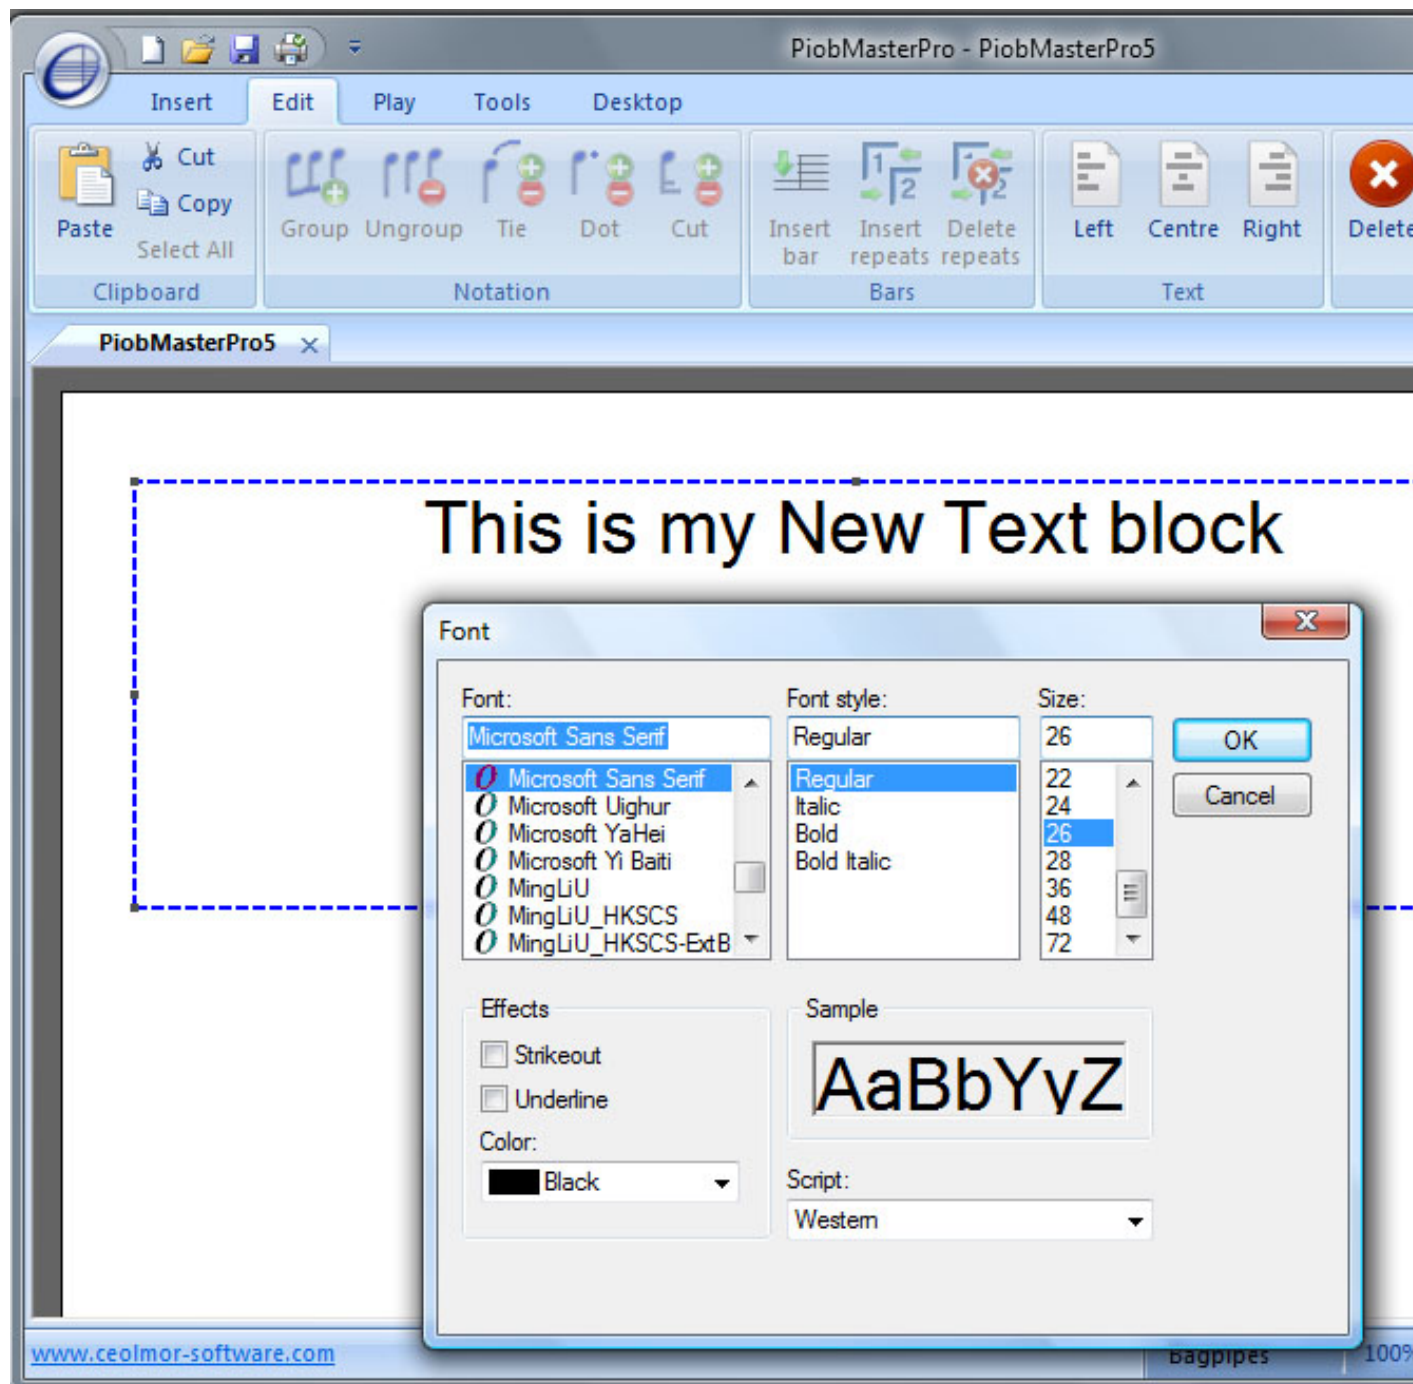 PiobMasterPro - PiobMasterPro5
Insert Edit Play Tools Desktop
Paste
Cut
Copy
Select All
Clipboard
Group Ungroup Tie Dot Cut
Notation
Insert bar
Insert repeats
Delete repeats
Bars
Left Centre Right
Text
Delete
PiobMasterPro5
This is my New Text block
Font
Font:
Microsoft Sans Serif
Microsoft Sans Serif
Microsoft Uighur
Microsoft YaHei
Microsoft Yi Baiti
MingLiU
MingLiU_HKSCS
MingLiU_HKSCS-ExtB
Font style:
Regular
Regular
Italic
Bold
Bold Italic
Size:
26
22
24
26
28
36
48
72
OK
Cancel
Effects
Strikeout
Underline
Color:
Black
Sample
AaBbYyZ
Script:
Western
www.ceolmor-software.com
Bagpipes
100%